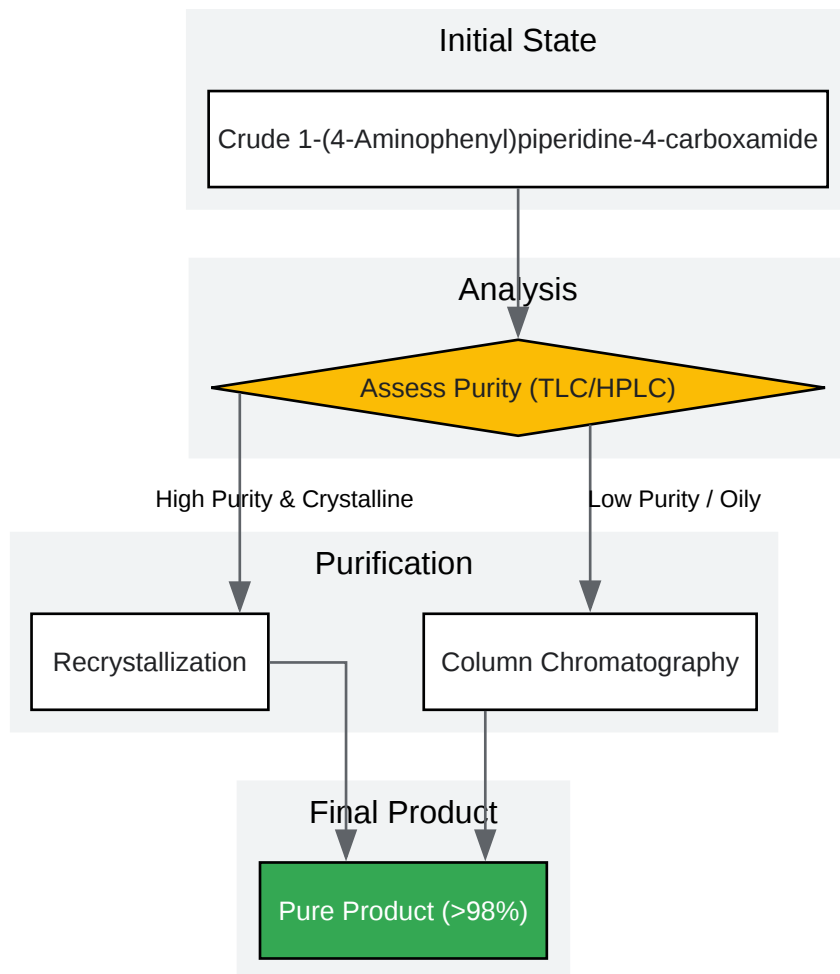 Initial State
Crude 1-(4-Aminophenyl)piperidine-4-carboxamide
Analysis
Assess Purity (TLC/HPLC)
High Purity & Crystalline
Low Purity / Oily
Purification
Recrystallization
Column Chromatography
Final Product
Pure Product (>98%)